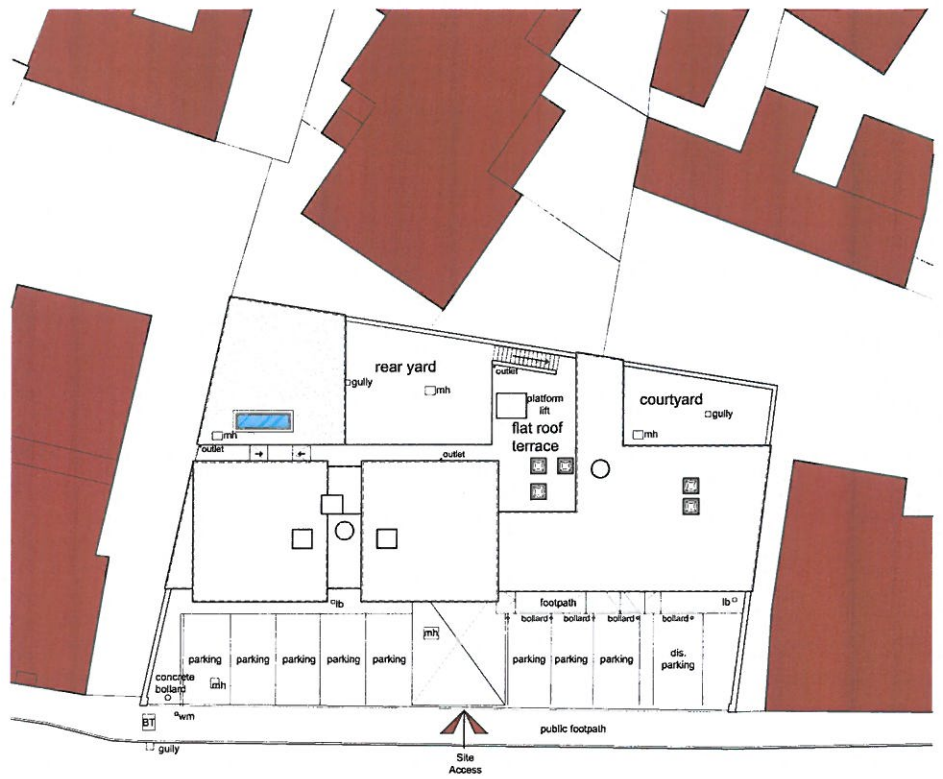 rear yard
gully
mh
outlet
platform
lift
flat roof
terrace
courtyard
gully
mh
mh
outlet
outlet
lb
footpath
lb
bollard
bollard
bollard
bollard
mh
parking
parking
parking
parking
parking
parking
parking
parking
dis.
parking
concrete
bollard
mh
wm
BT
gully
public footpath
Site
Access